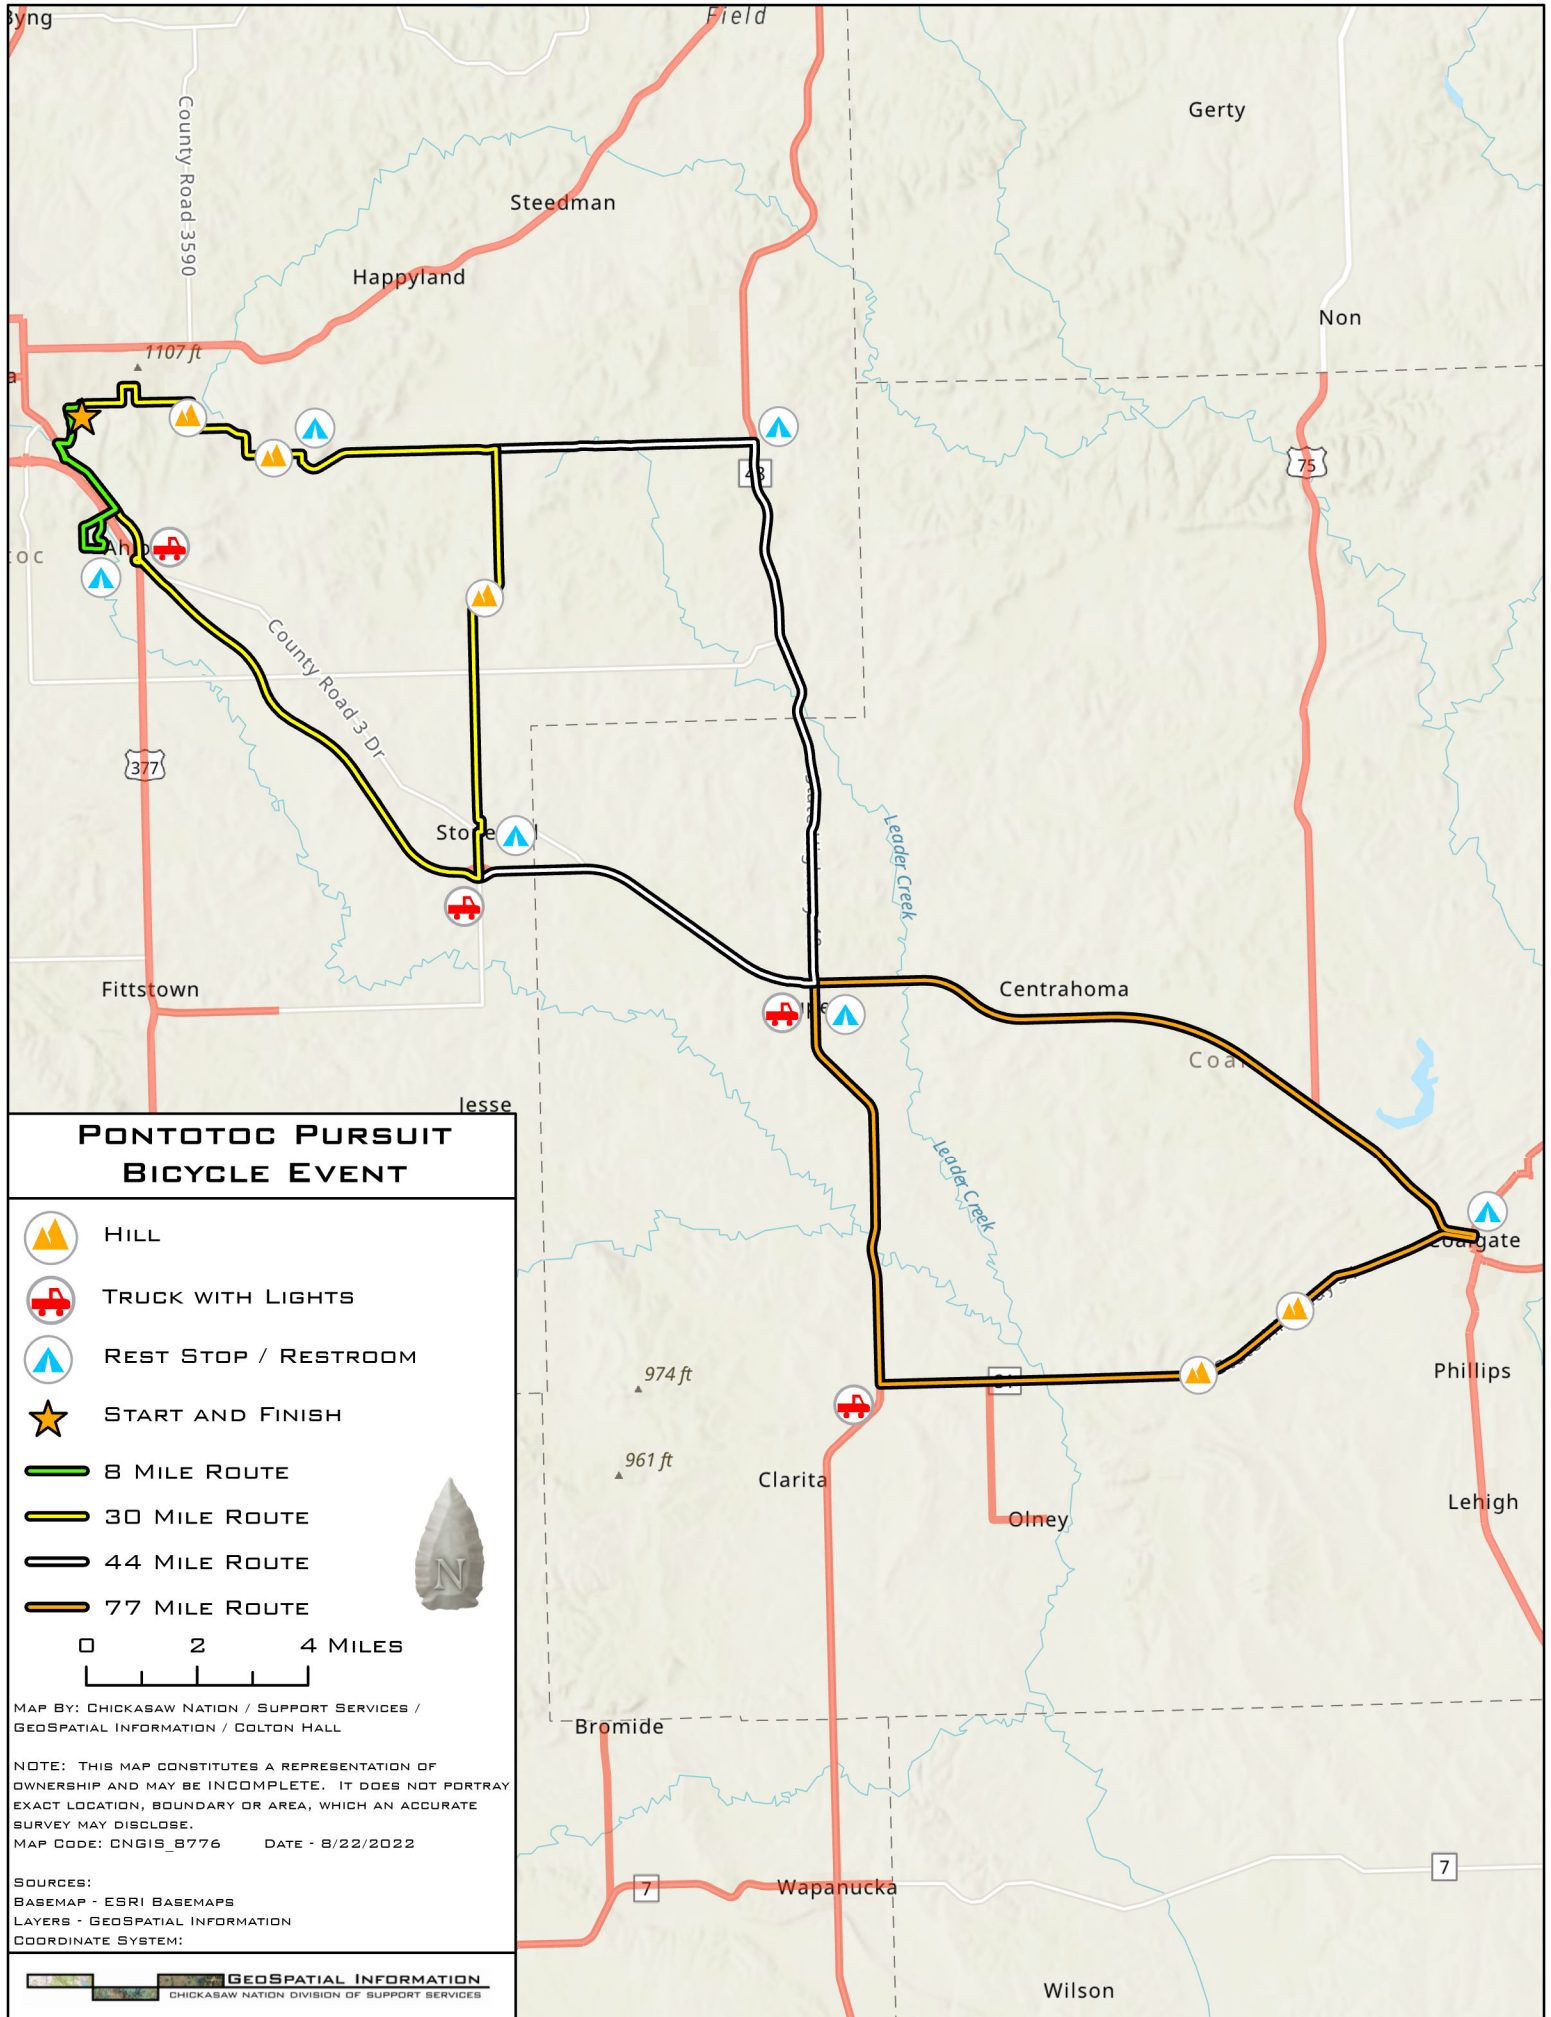 Byng
Field
County Road 3590
Gerty
Steedman
Happyland
Non
1107 ft
a
48
75
coc
County Road 3 Dr
377
Leader Creek
Fittstown
Centrahoma
Coal
Jesse
Leader Creek
Coalgate
974 ft
Phillips
961 ft
Clarita
Lehigh
Olney
Bromide
7
7
Wapanucka
Wilson
PONTOTOC PURSUIT
BICYCLE EVENT
HILL
TRUCK WITH LIGHTS
REST STOP / RESTROOM
START AND FINISH
8 MILE ROUTE
30 MILE ROUTE
44 MILE ROUTE
77 MILE ROUTE
N
0 2 4 MILES
MAP BY: CHICKASAW NATION / SUPPORT SERVICES /
GEOSPATIAL INFORMATION / COLTON HALL
NOTE: THIS MAP CONSTITUTES A REPRESENTATION OF
OWNERSHIP AND MAY BE INCOMPLETE. IT DOES NOT PORTRAY
EXACT LOCATION, BOUNDARY OR AREA, WHICH AN ACCURATE
SURVEY MAY DISCLOSE.
MAP CODE: CNGIS_8776 DATE - 8/22/2022
SOURCES:
BASEMAP - ESRI BASEMAPS
LAYERS - GEOSPATIAL INFORMATION
COORDINATE SYSTEM:
GEOSPATIAL INFORMATION
CHICKASAW NATION DIVISION OF SUPPORT SERVICES